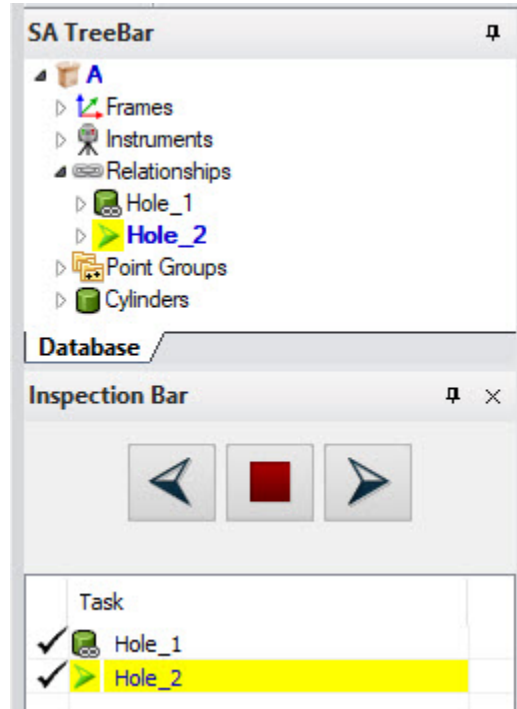 SA TreeBar
A
Frames
Instruments
Relationships
Hole_1
Hole_2
Point Groups
Cylinders
Database
Inspection Bar
Task
Hole_1
Hole_2